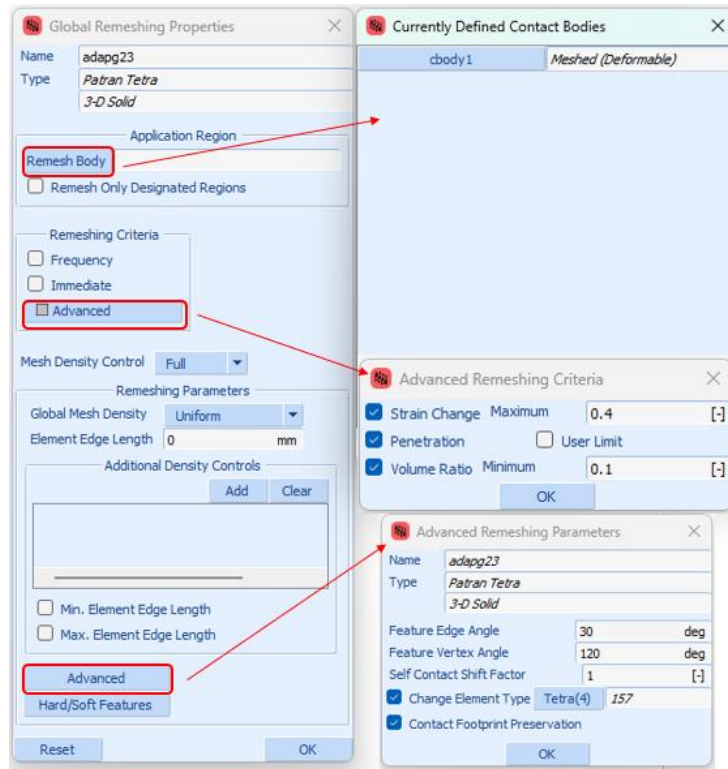 Global Remeshing Properties
Name adapg23
Type Patran Tetra
3-D Solid
Application Region
Remesh Body
Remesh Only Designated Regions
Remeshing Criteria
Frequency
Immediate
Advanced
Mesh Density Control Full
Remeshing Parameters
Global Mesh Density Uniform
Element Edge Length 0 mm
Additional Density Controls
Add Clear
Min. Element Edge Length
Max. Element Edge Length
Advanced
Hard/Soft Features
Reset OK
Currently Defined Contact Bodies
cbody1 Meshed (Deformable)
Advanced Remeshing Criteria
Strain Change Maximum 0.4 [-]
Penetration User Limit
Volume Ratio Minimum 0.1 [-]
OK
Advanced Remeshing Parameters
Name adapg23
Type Patran Tetra
3-D Solid
Feature Edge Angle 30 deg
Feature Vertex Angle 120 deg
Self Contact Shift Factor 1 [-]
Change Element Type Tetra(4) 157
Contact Footprint Preservation
OK